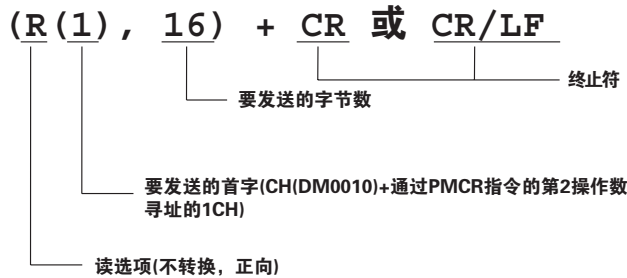 (R(1), 16) + CR 或 CR/LF
终止符
要发送的字节数
要发送的首字(CH(DM0010)+通过PMCR指令的第2操作数
寻址的1CH)
读选项(不转换，正向)